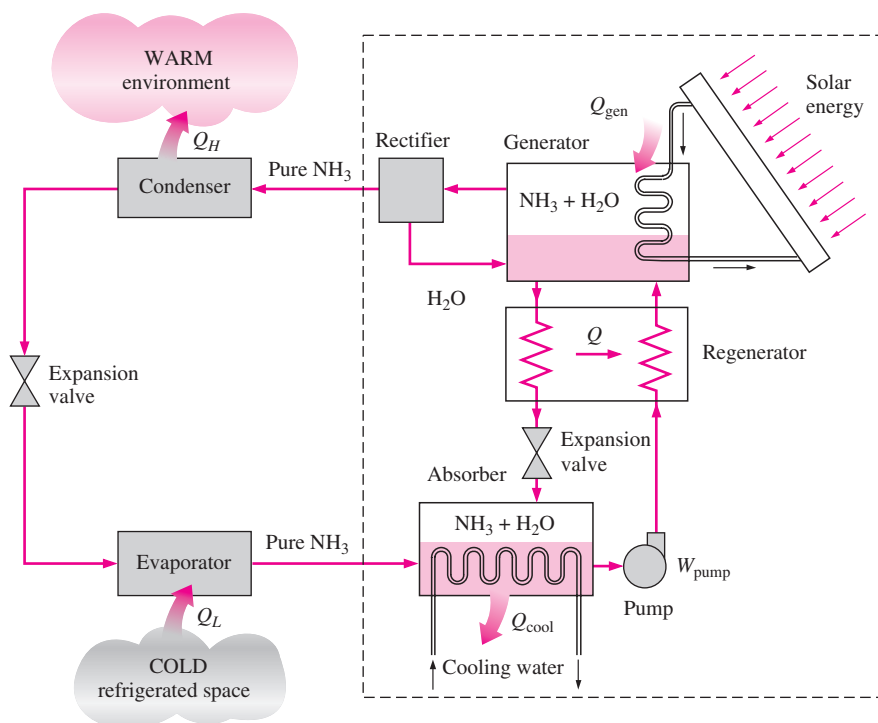 WARM
environment
Solar
energy
Q_gen
Q_H
Rectifier
Generator
Pure NH₃
Condenser
NH₃ + H₂O
H₂O
Q
Regenerator
Expansion
valve
Expansion
valve
Absorber
NH₃ + H₂O
Pure NH₃
Evaporator
W_pump
Pump
Q_L
Q_cool
Cooling water
COLD
refrigerated space